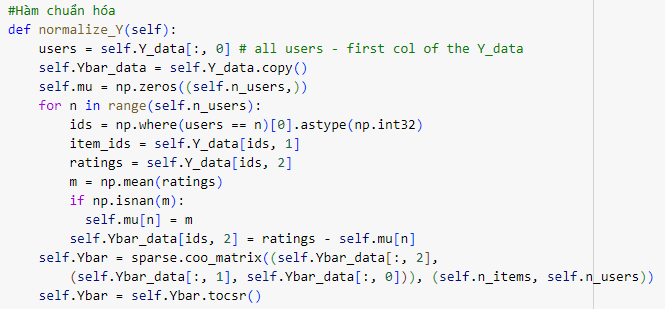 #Hàm chuẩn hóa
def normalize_Y(self):
    users = self.Y_data[:, 0] # all users - first col of the Y_data
    self.Ybar_data = self.Y_data.copy()
    self.mu = np.zeros((self.n_users,))
    for n in range(self.n_users):
        ids = np.where(users == n)[0].astype(np.int32)
        item_ids = self.Y_data[ids, 1]
        ratings = self.Y_data[ids, 2]
        m = np.mean(ratings)
        if np.isnan(m):
          self.mu[n] = m
        self.Ybar_data[ids, 2] = ratings - self.mu[n]
    self.Ybar = sparse.coo_matrix((self.Ybar_data[:, 2],
        (self.Ybar_data[:, 1], self.Ybar_data[:, 0])), (self.n_items, self.n_users))
    self.Ybar = self.Ybar.tocsr()